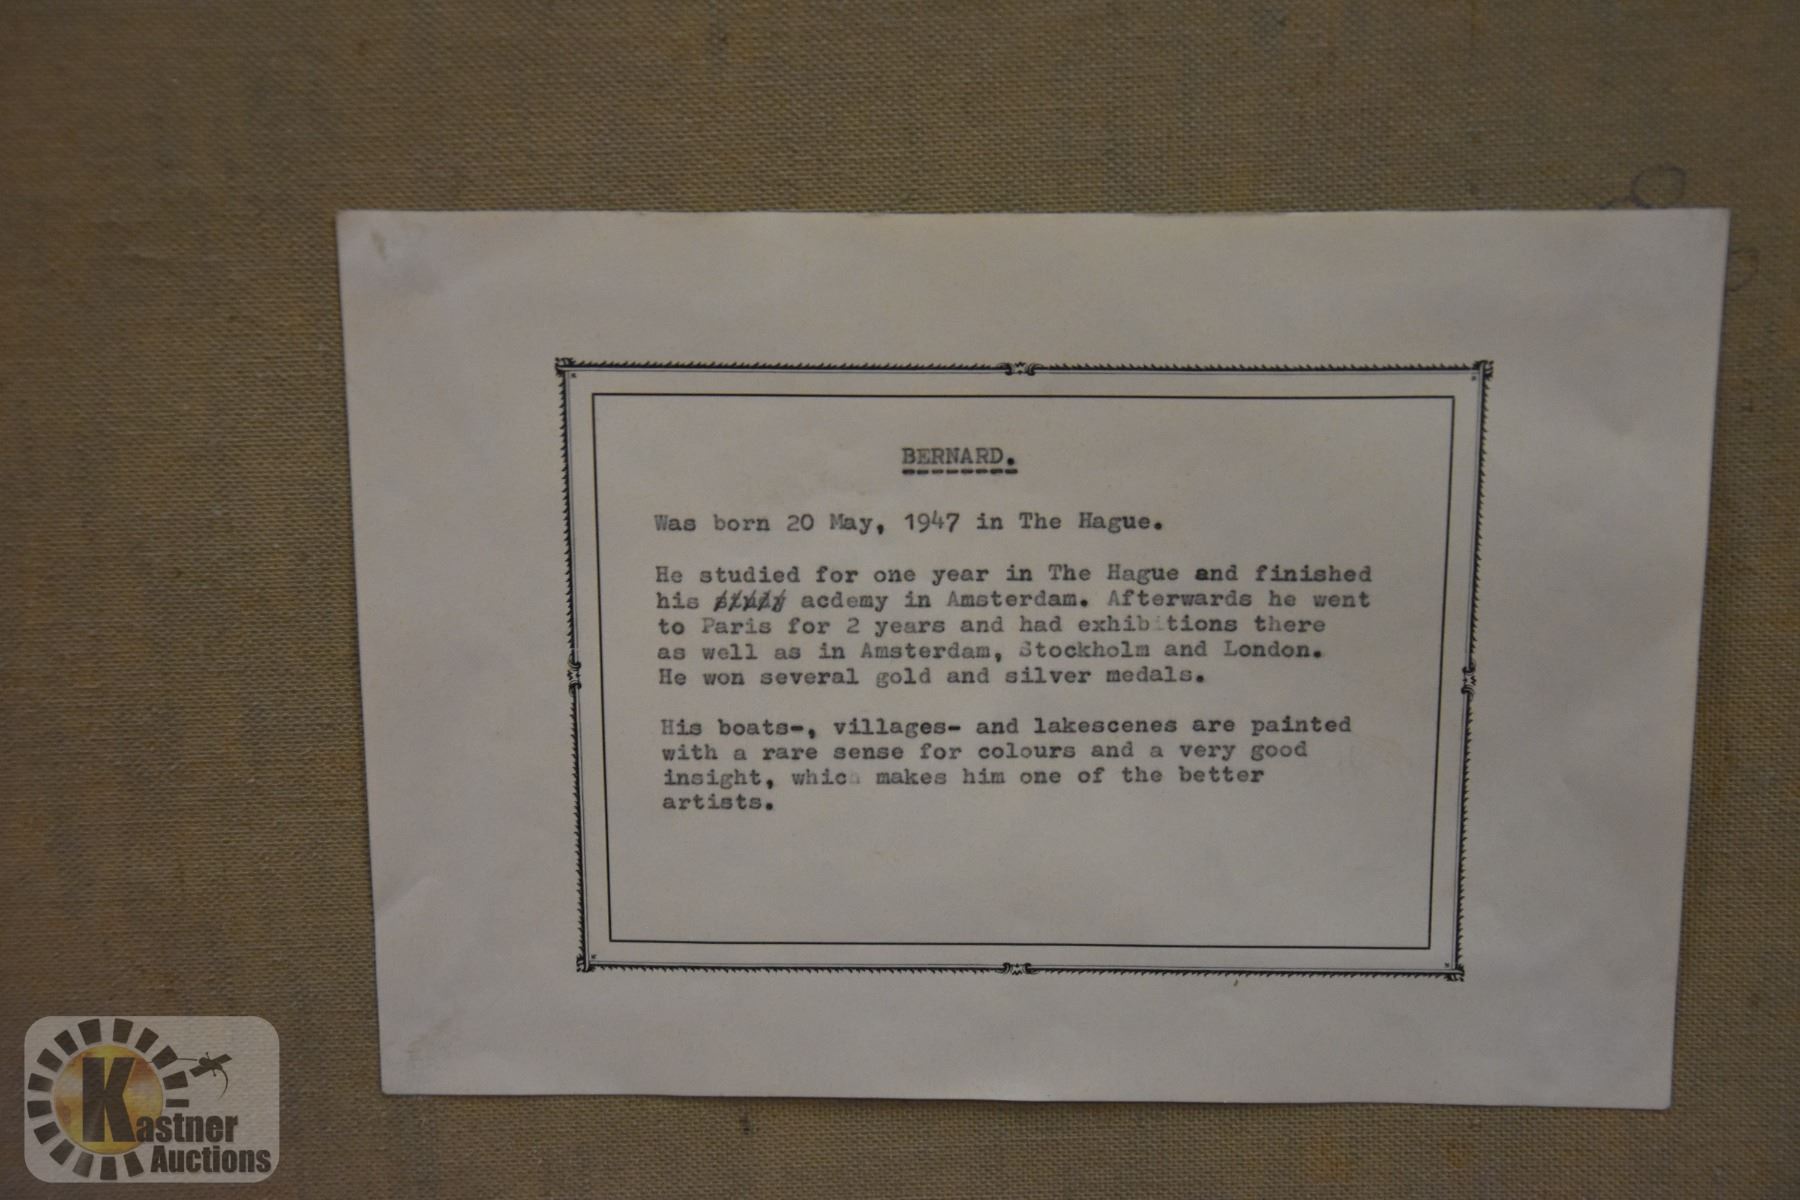 BERNARD.
Was born 20 May, 1947 in The Hague.
He studied for one year in The Hague and finished
his study acdemy in Amsterdam. Afterwards he went
to Paris for 2 years and had exhibitions there
as well as in Amsterdam, Stockholm and London.
He won several gold and silver medals.
His boats-, villages- and lakescenes are painted
with a rare sense for colours and a very good
insight, which makes him one of the better
artists.
Kastner
Auctions